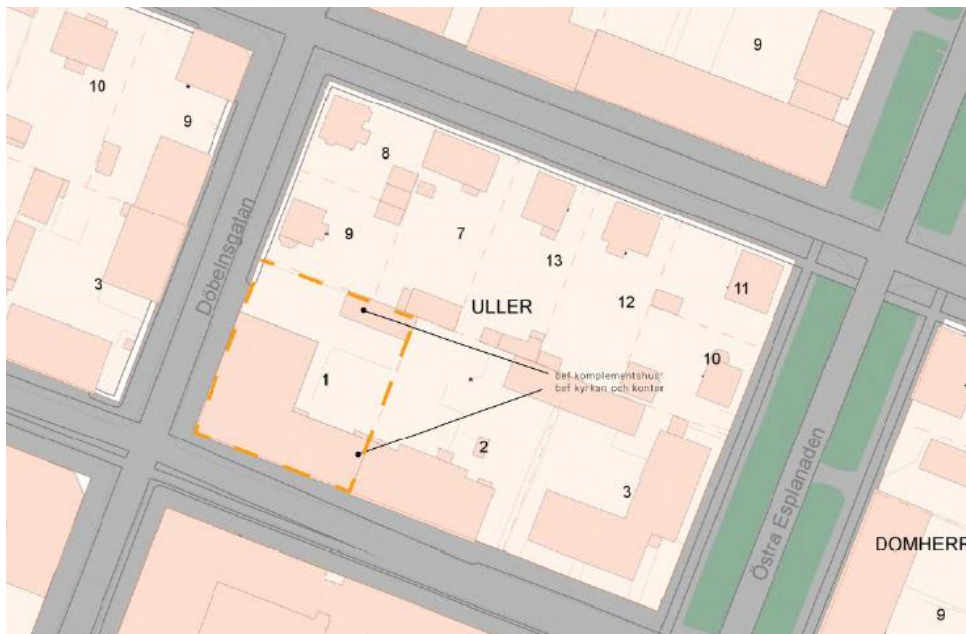 9
10
9
8
Döbelnsgatan
9
7
13
3
ULLER
12
11
bef komplementshus
bef kyrkan och kontor
10
1
2
3
Östra Esplanaden
DOMHERR
9